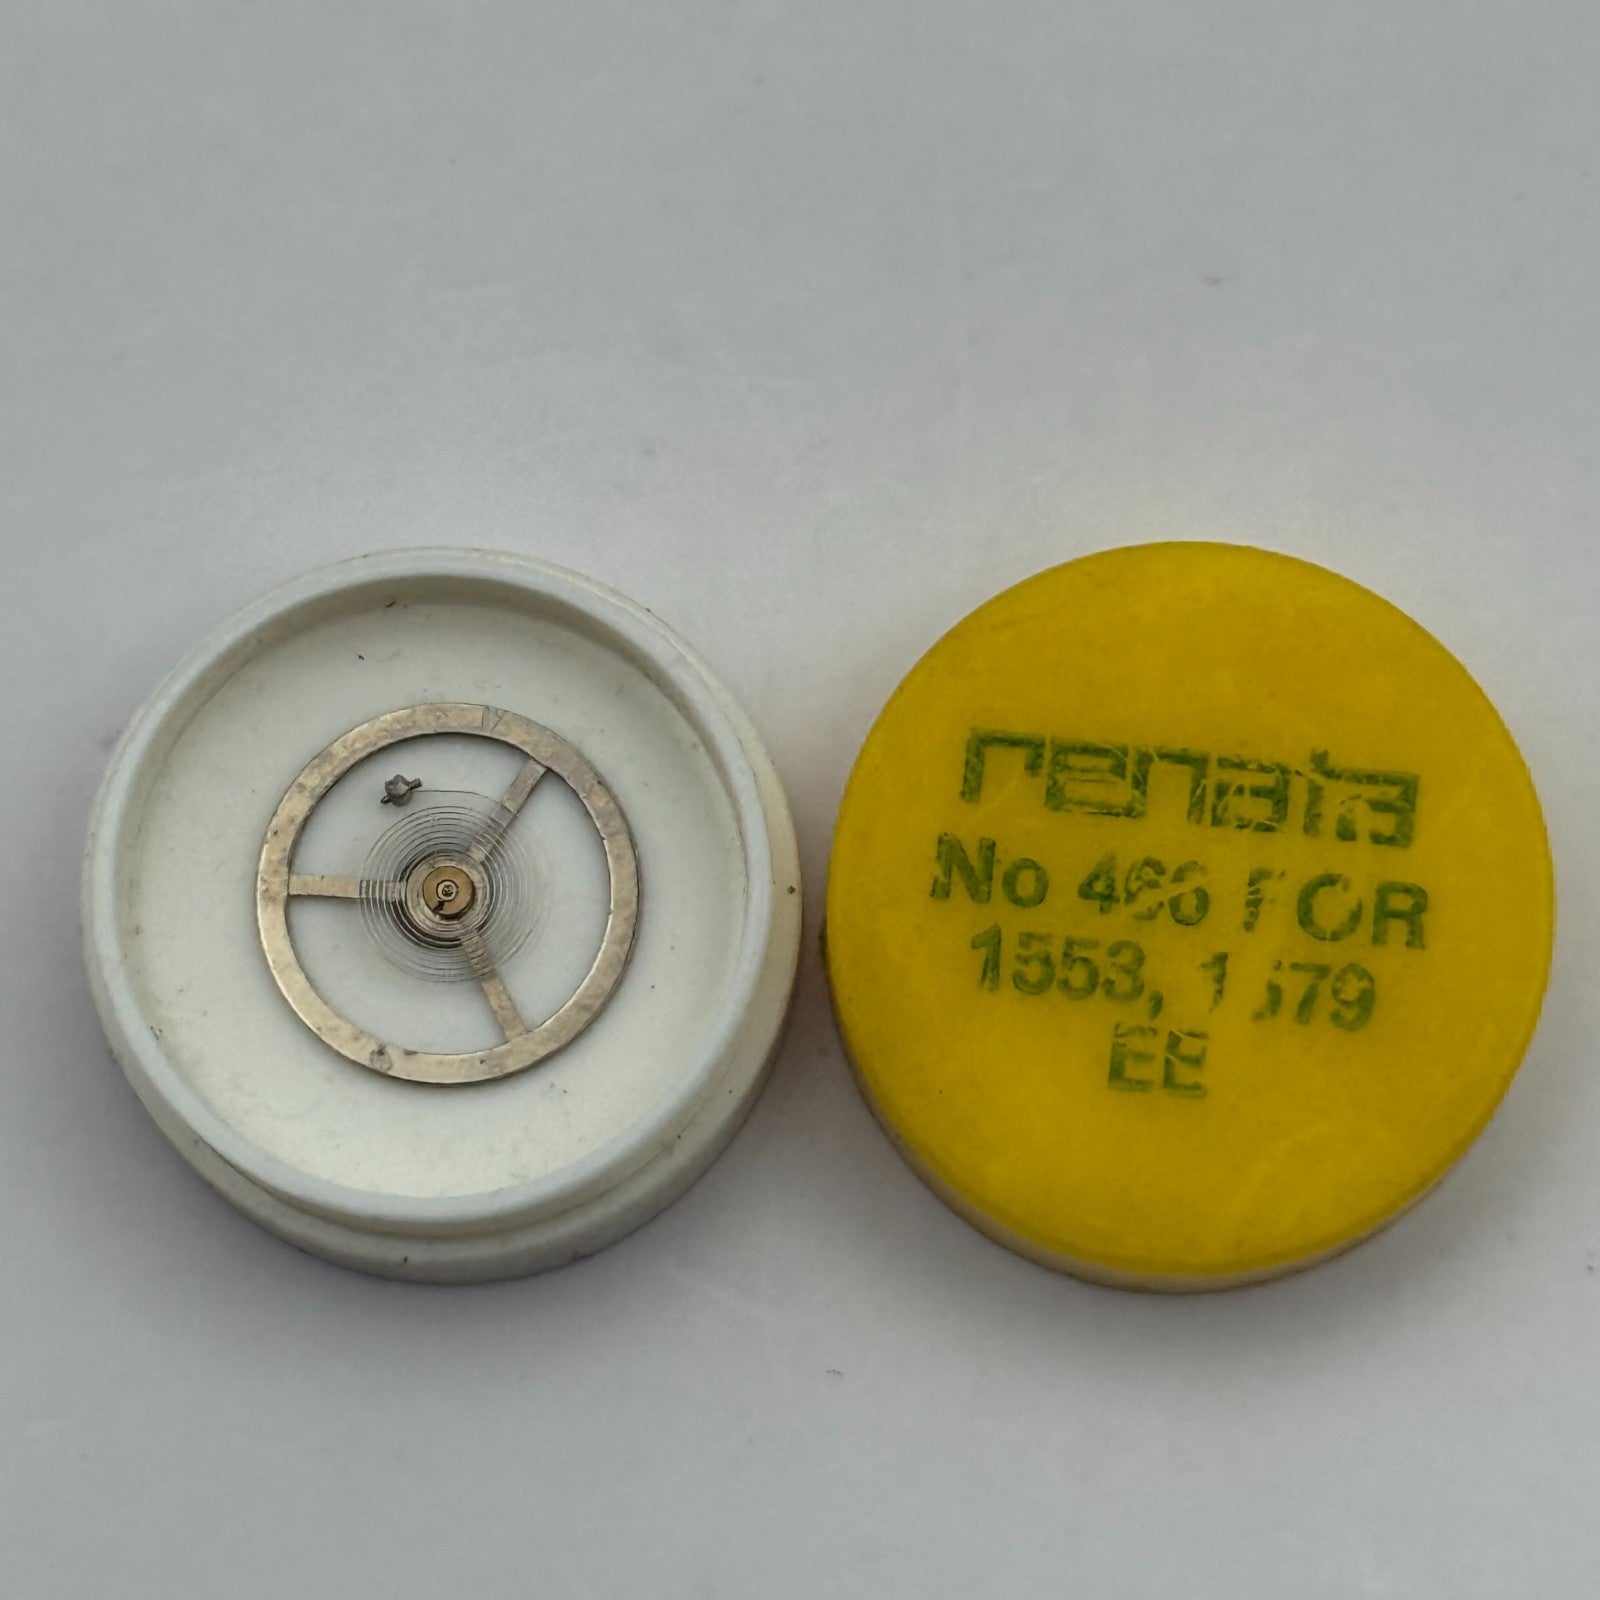 renata
No FOR
1553,
EE